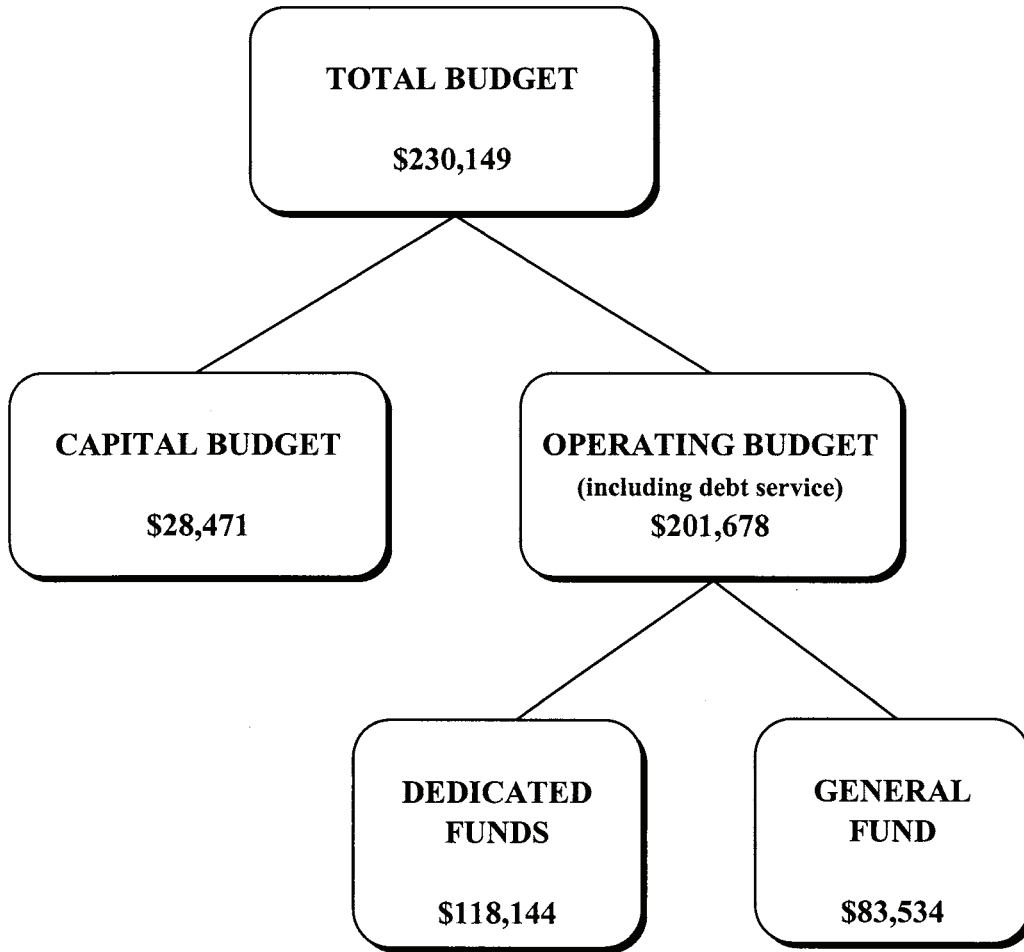 TOTAL BUDGET
$230,149
CAPITAL BUDGET
$28,471
OPERATING BUDGET
(including debt service)
$201,678
DEDICATED
FUNDS
$118,144
GENERAL
FUND
$83,534